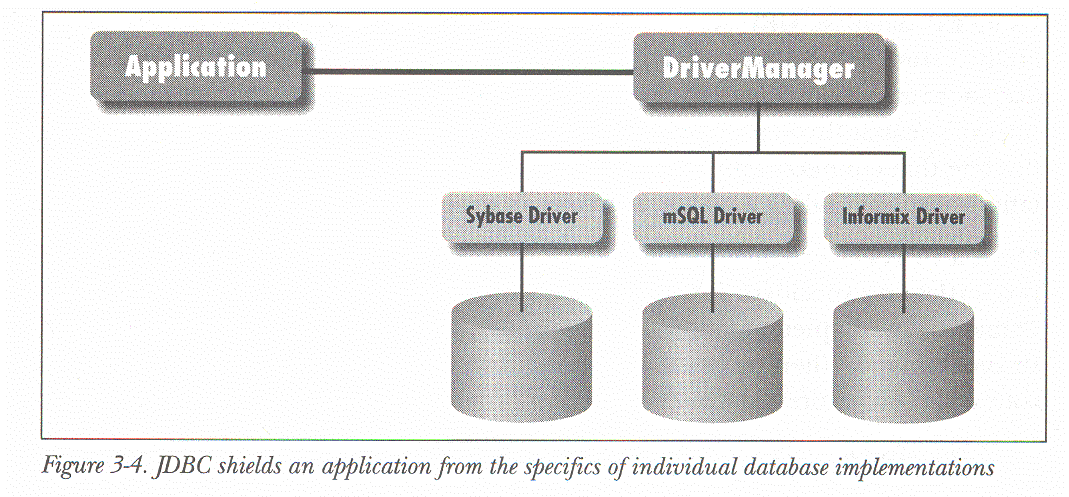 Application
DriverManager
Sybase Driver
mSQL Driver
Informix Driver
Figure 3-4. JDBC shields an application from the specifics of individual database implementations